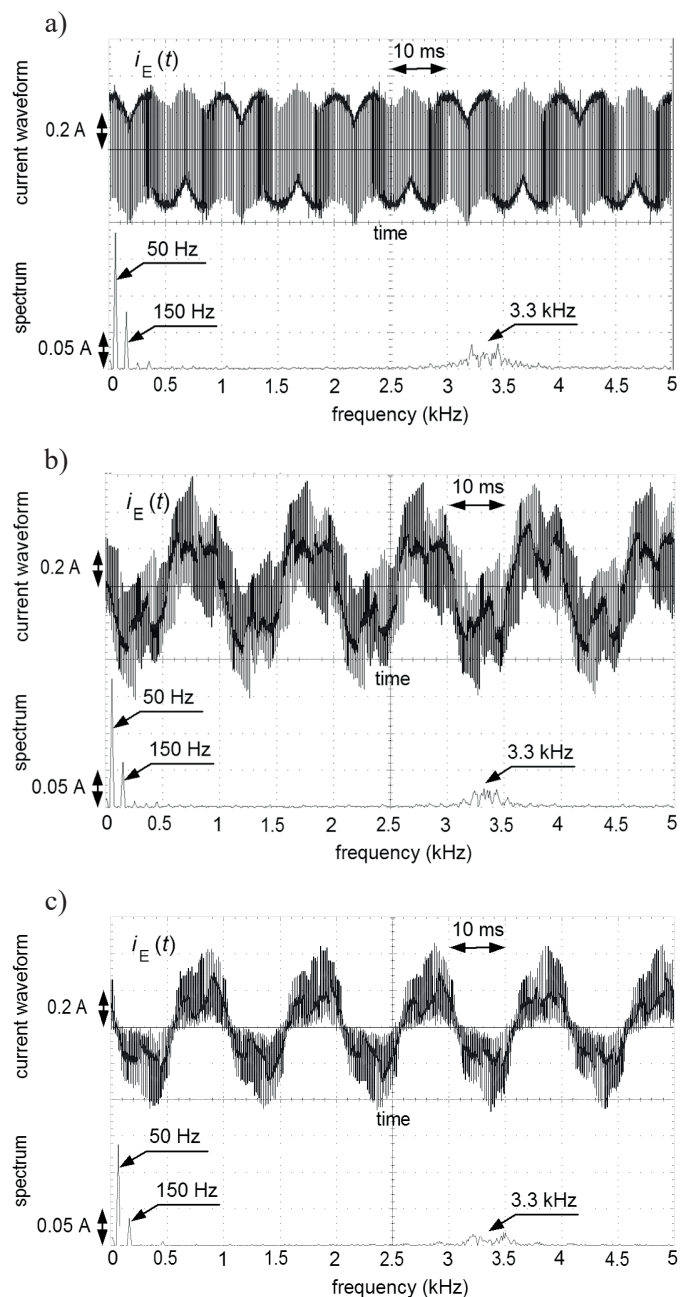 a)
i_E (t)
10 ms
current waveform
0.2 A
time
spectrum
50 Hz
150 Hz
3.3 kHz
0.05 A
0 0.5 1 1.5 2 2.5 3 3.5 4 4.5 5
frequency (kHz)
b)
i_E (t)
10 ms
current waveform
0.2 A
time
spectrum
50 Hz
150 Hz
3.3 kHz
0.05 A
0 0.5 1 1.5 2 2.5 3 3.5 4 4.5 5
frequency (kHz)
c)
i_E (t)
10 ms
current waveform
0.2 A
time
spectrum
50 Hz
150 Hz
3.3 kHz
0.05 A
0 0.5 1 1.5 2 2.5 3 3.5 4 4.5 5
frequency (kHz)